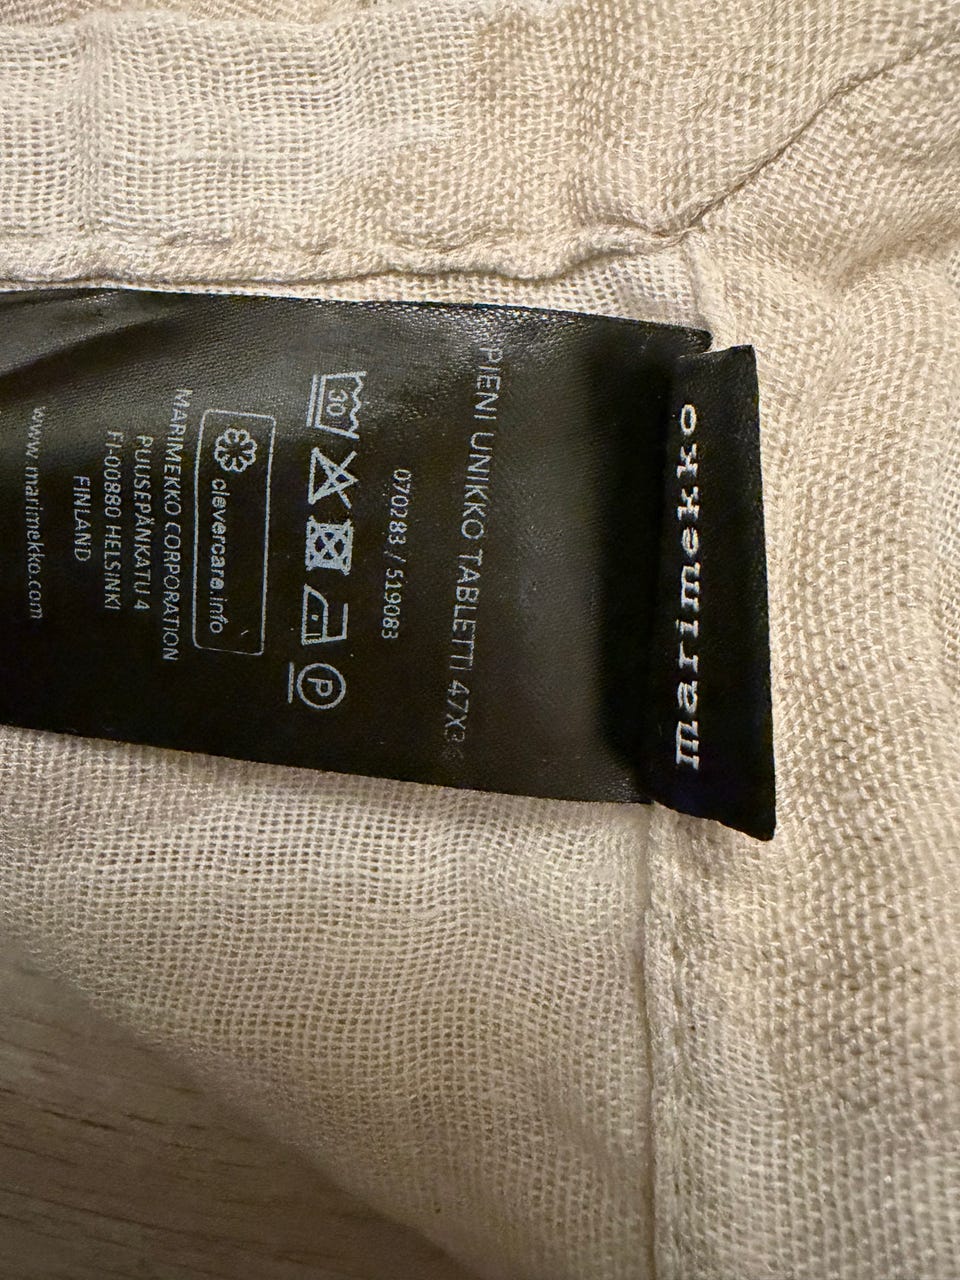 marimekko
PIENI UNIKKO TABLETTI 47X36
070283 / 519083
30
P
clevercare.info
MARIMEKKO CORPORATION
PUUSEPÄNKATU 4
FI-00880 HELSINKI
FINLAND
www.marimekko.com